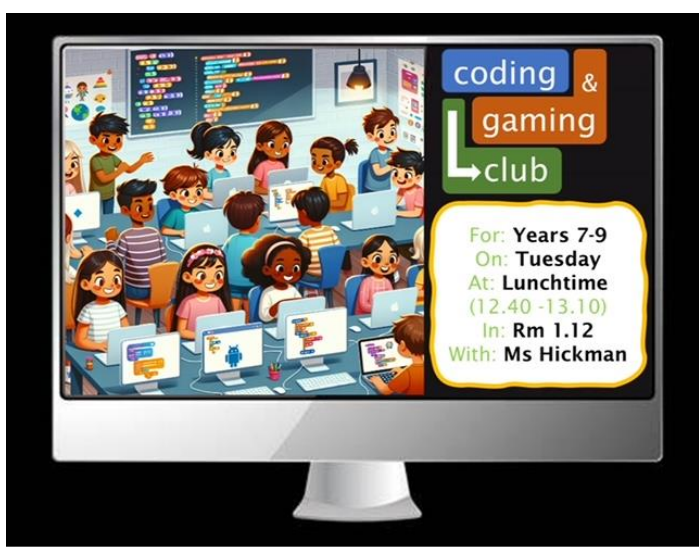 coding &
gaming
club
For: Years 7-9
On: Tuesday
At: Lunchtime
(12.40 -13.10)
In: Rm 1.12
With: Ms Hickman